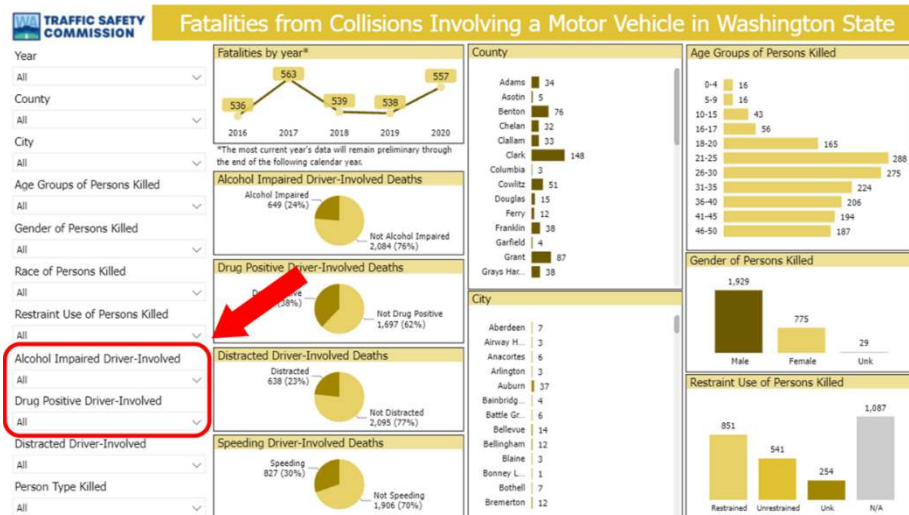 TRAFFIC SAFETY
COMMISSION
Fatalities from Collisions Involving a Motor Vehicle in Washington State
Year
All
County
All
City
All
Age Groups of Persons Killed
All
Gender of Persons Killed
All
Race of Persons Killed
All
Restraint Use of Persons Killed
All
Alcohol Impaired Driver-Involved
All
Drug Positive Driver-Involved
All
Distracted Driver-Involved
All
Person Type Killed
All
Fatalities by year*
536
563
539
538
557
2016 2017 2018 2019 2020
*The most current year's data will remain preliminary through
the end of the following calendar year.
Alcohol Impaired Driver-Involved Deaths
Alcohol Impaired
649 (24%)
Not Alcohol Impaired
2,084 (76%)
Drug Positive Driver-Involved Deaths
(38%)
Not Drug Positive
1,697 (62%)
Distracted Driver-Involved Deaths
Distracted
638 (23%)
Not Distracted
2,095 (77%)
Speeding Driver-Involved Deaths
Speeding
827 (30%)
Not Speeding
1,906 (70%)
County
Adams 34
Asotin 5
Benton 76
Chelan 32
Clallam 33
Clark 148
Columbia 3
Cowlitz 51
Douglas 15
Ferry 12
Franklin 38
Garfield 4
Grant 87
Grays Har... 38
City
Aberdeen 7
Airway H... 3
Anacortes 6
Arlington 3
Auburn 37
Bainbridg... 4
Battle Gr... 6
Bellevue 14
Bellingham 12
Blaine 3
Bonney L... 1
Bothell 7
Bremerton 12
Age Groups of Persons Killed
0-4 16
5-9 16
10-15 43
16-17 56
18-20 165
21-25 288
26-30 275
31-35 224
36-40 206
41-45 194
46-50 187
Gender of Persons Killed
1,929
775
29
Male Female Unk
Restraint Use of Persons Killed
851
541
254
1,087
Restrained Unrestrained Unk N/A